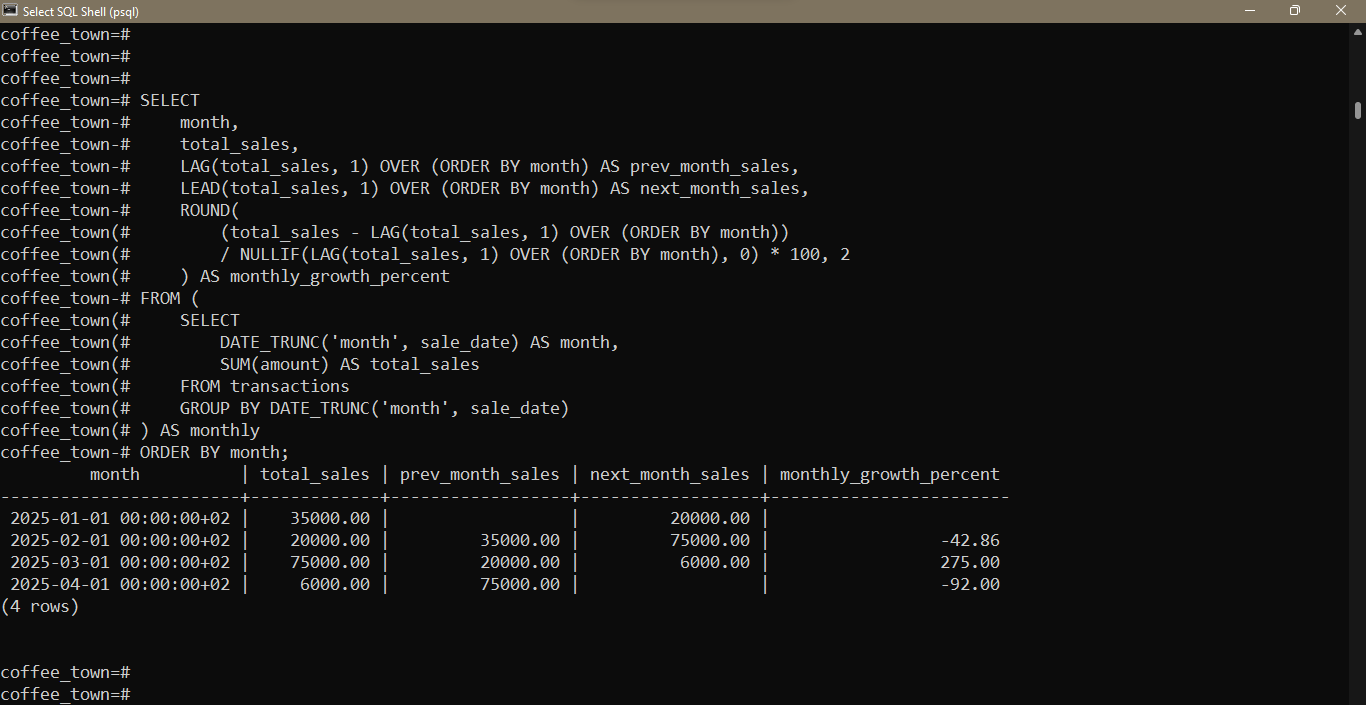 Select SQL Shell (psql)
coffee_town=#
coffee_town=#
coffee_town=#
coffee_town=# SELECT
coffee_town-#     month,
coffee_town-#     total_sales,
coffee_town-#     LAG(total_sales, 1) OVER (ORDER BY month) AS prev_month_sales,
coffee_town-#     LEAD(total_sales, 1) OVER (ORDER BY month) AS next_month_sales,
coffee_town-#     ROUND(
coffee_town(#         (total_sales - LAG(total_sales, 1) OVER (ORDER BY month))
coffee_town(#         / NULLIF(LAG(total_sales, 1) OVER (ORDER BY month), 0) * 100, 2
coffee_town(#     ) AS monthly_growth_percent
coffee_town-# FROM (
coffee_town(#     SELECT
coffee_town(#         DATE_TRUNC('month', sale_date) AS month,
coffee_town(#         SUM(amount) AS total_sales
coffee_town(#     FROM transactions
coffee_town(#     GROUP BY DATE_TRUNC('month', sale_date)
coffee_town(# ) AS monthly
coffee_town-# ORDER BY month;
         month          | total_sales | prev_month_sales | next_month_sales | monthly_growth_percent
------------------------+-------------+------------------+------------------+------------------------
 2025-01-01 00:00:00+02 |    35000.00 |                  |         20000.00 |
 2025-02-01 00:00:00+02 |    20000.00 |         35000.00 |         75000.00 |                 -42.86
 2025-03-01 00:00:00+02 |    75000.00 |         20000.00 |          6000.00 |                 275.00
 2025-04-01 00:00:00+02 |     6000.00 |         75000.00 |                  |                 -92.00
(4 rows)
coffee_town=#
coffee_town=#